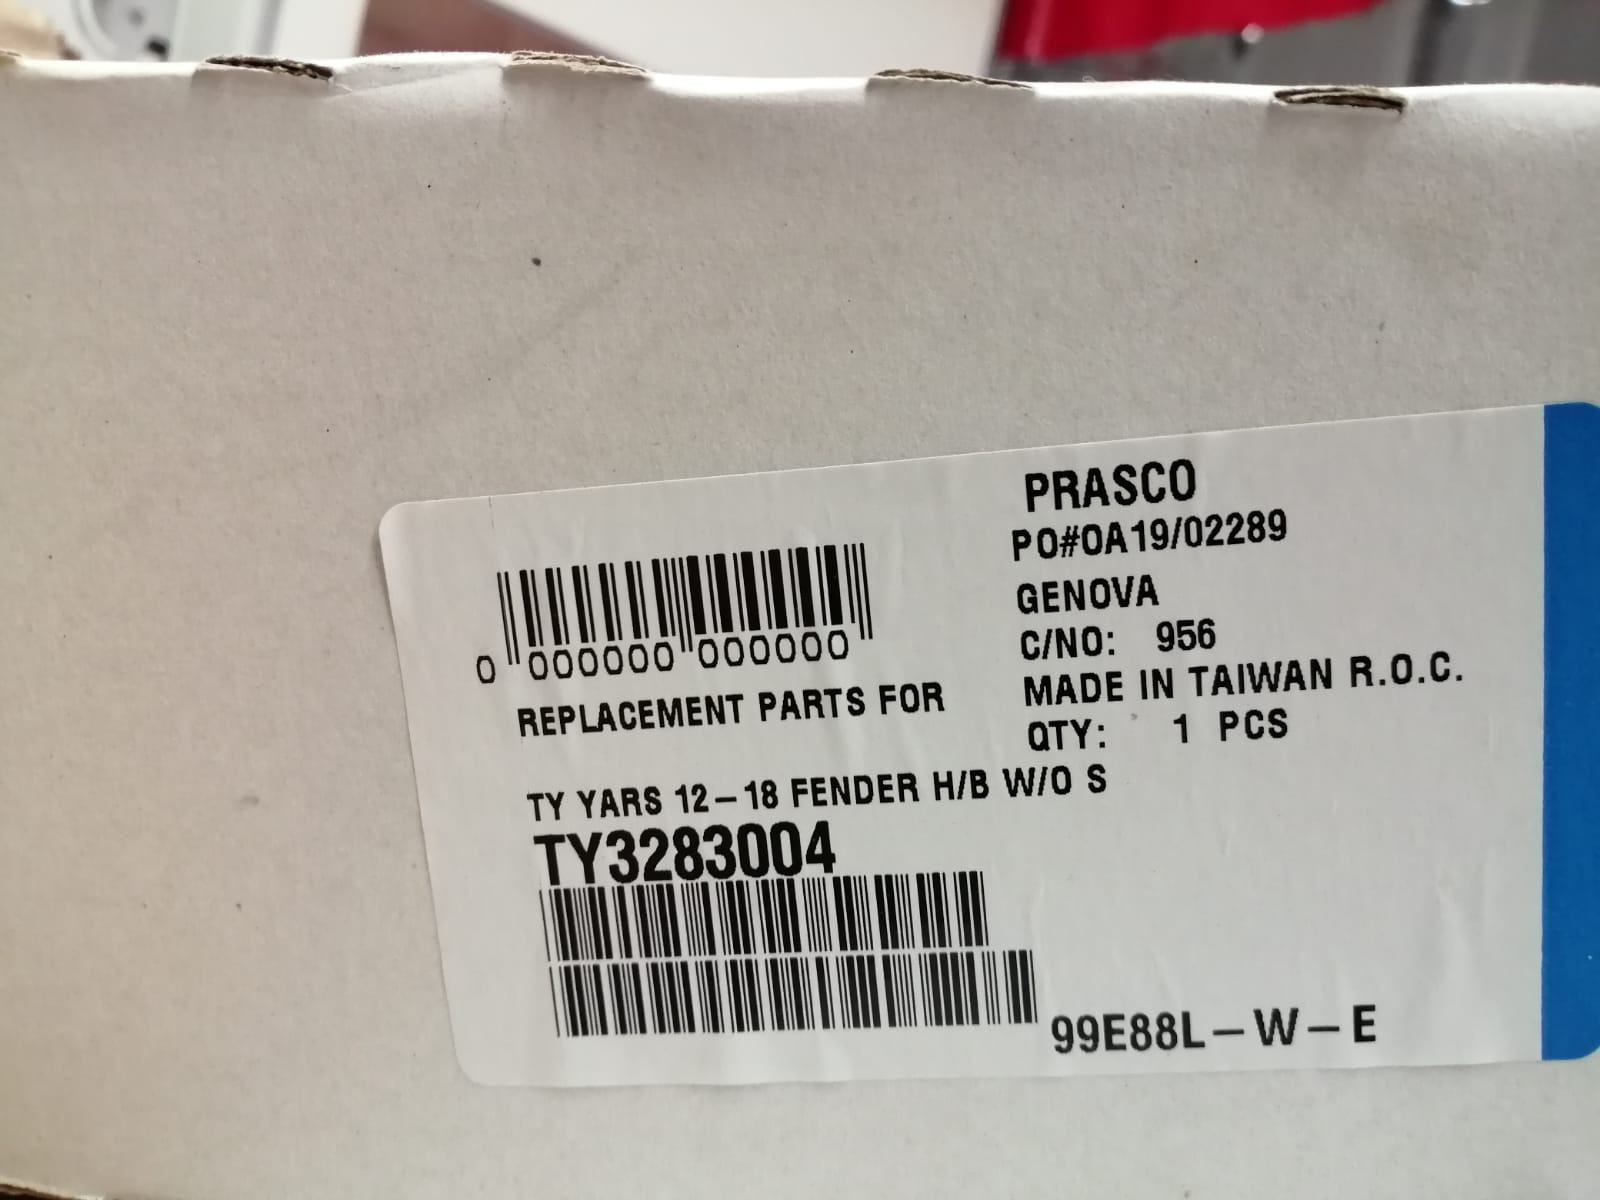 PRASCO
PO#OA19/02289
GENOVA
C/NO: 956
MADE IN TAIWAN R.O.C.
QTY: 1 PCS
0 000000 000000
REPLACEMENT PARTS FOR
TY YARS 12-18 FENDER H/B W/O S
TY3283004
99E88L-W-E